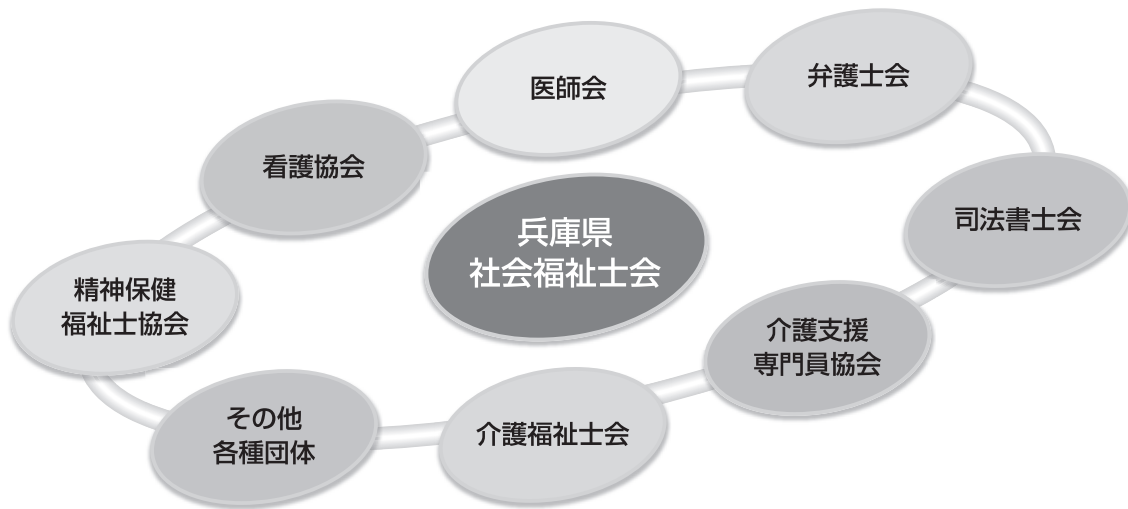 医師会
弁護士会
看護協会
司法書士会
兵庫県
社会福祉士会
精神保健
福祉士協会
介護支援
専門員協会
その他
各種団体
介護福祉士会